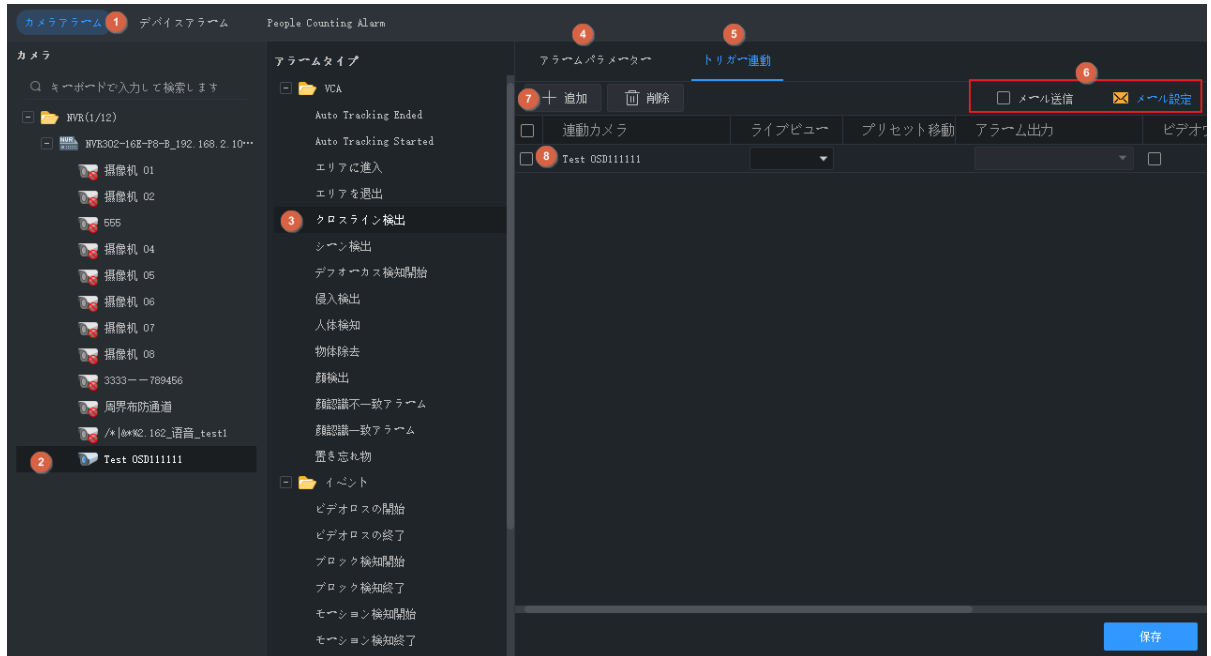 カメラアラーム 1 デバイスアラーム People Counting Alarm
カメラ
キーボードで入力して検索します
NVR(1/12)
NVR302-16E-P8-B_192.168.2.10…
摄像机 01
摄像机 02
555
摄像机 04
摄像机 05
摄像机 06
摄像机 07
摄像机 08
3333——789456
周界布防通道
/*|&*%2.162_语音_test1
2 Test OSD111111
アラームタイプ
VCA
Auto Tracking Ended
Auto Tracking Started
エリアに進入
エリアを退出
3 クロスライン検出
シーン検出
デフォーカス検知開始
侵入検出
人体検知
物体除去
顔検出
顔認識不一致アラーム
顔認識一致アラーム
置き忘れ物
イベント
ビデオロスの開始
ビデオロスの終了
ブロック検知開始
ブロック検知終了
モーション検知開始
モーション検知終了
4 5
アラームパラメーター トリガー連動
6
7 追加 削除 メール送信 メール設定
連動カメラ ライブビュー プリセット移動 アラーム出力 ビデオ
8 Test OSD111111
保存